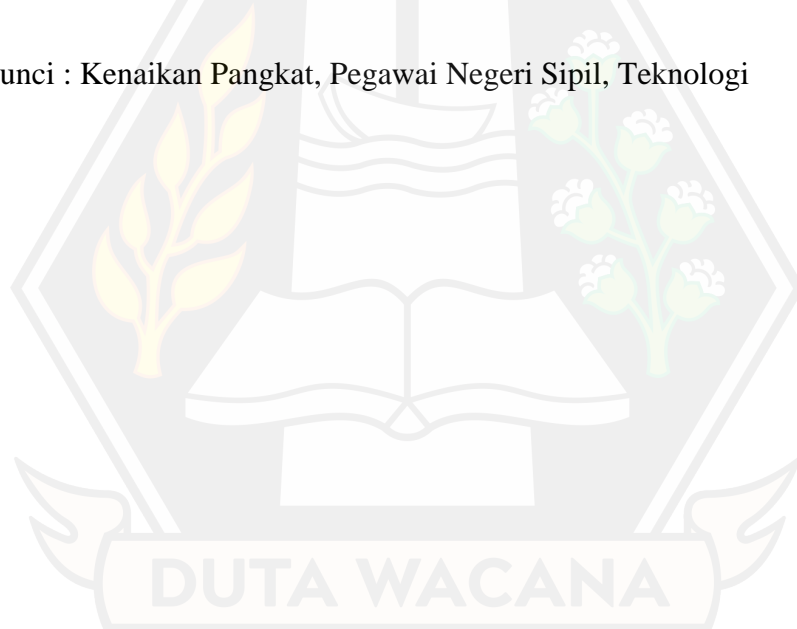 unci : Kenaikan Pangkat, Pegawai Negeri Sipil, Teknologi
DUTA WACANA